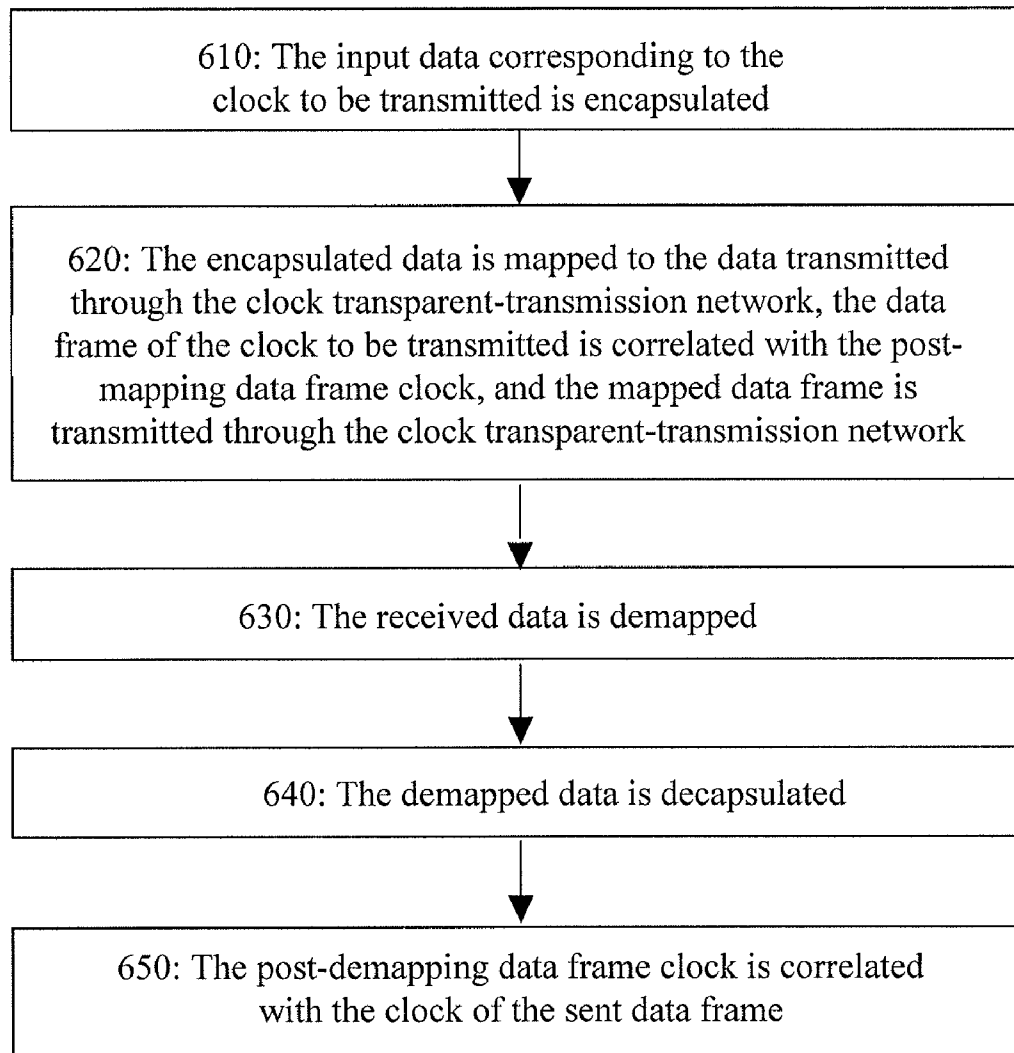 610: The input data corresponding to the
clock to be transmitted is encapsulated
620: The encapsulated data is mapped to the data transmitted
through the clock transparent-transmission network, the data
frame of the clock to be transmitted is correlated with the post-
mapping data frame clock, and the mapped data frame is
transmitted through the clock transparent-transmission network
630: The received data is demapped
640: The demapped data is decapsulated
650: The post-demapping data frame clock is correlated
with the clock of the sent data frame